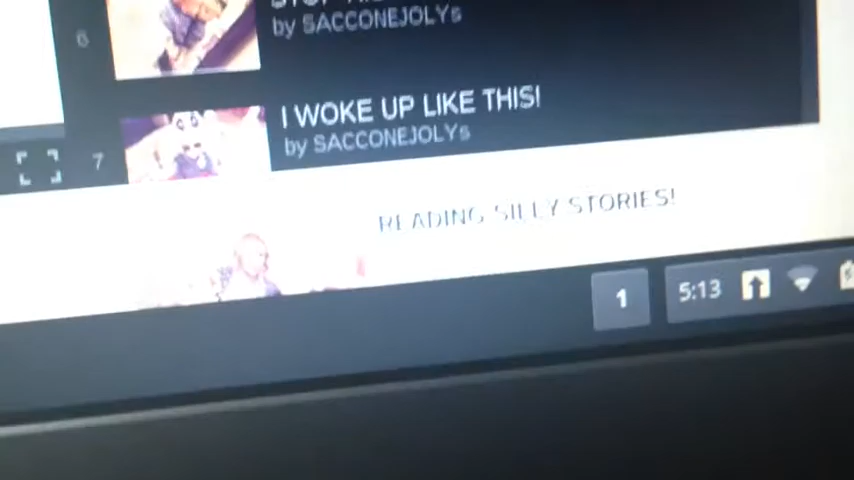 6
by SACCONEJOLYs
I WOKE UP LIKE THIS!
7
by SACCONEJOLYs
READING SILLY STORIES!
1
5:13